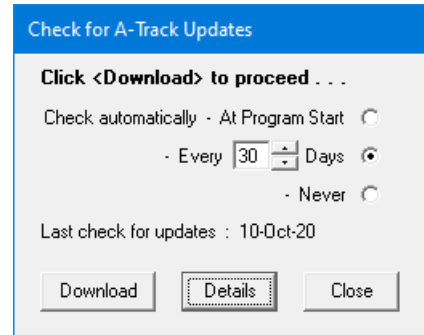 Check for A-Track Updates
Click <Download> to proceed . . .
Check automatically - At Program Start
- Every 30 Days
- Never
Last check for updates : 10-Oct-20
Download Details Close